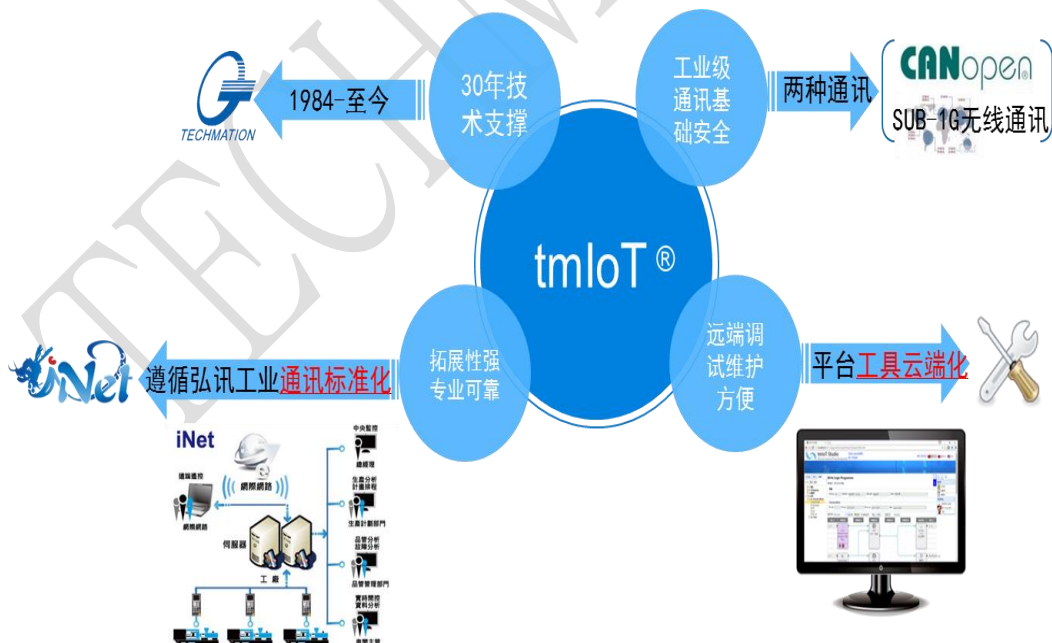 30年技
术支撑
1984-至今
TECHMATION
工业级
通讯基
础安全
两种通讯
CANopen®
SUB-1G无线通讯
tmIoT ®
拓展性强
专业可靠
遵循弘讯工业通讯标准化
iNet
远端调
试维护
方便
平台工具云端化
iNet
中央監控
總經理
遠端遙控
網際網路
網際網路
生產分析
計畫排程
生產計劃部門
伺服器
品管分析
故障分析
品管管理部門
工 廠
實時監控
資料分析
TECHM